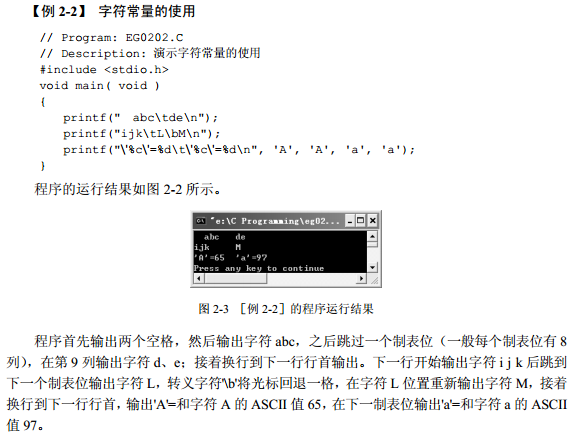 【例 2-2】 字符常量的使用
// Program: EG0202.C
// Description: 演示字符常量的使用
#include <stdio.h>
void main( void )
{
printf("  abc\tde\n");
printf("ijk\tL\bM\n");
printf("\'%c\'=%d\t\'%c\'=%d\n", 'A', 'A', 'a', 'a');
}
程序的运行结果如图 2-2 所示。
"e:\C Programming\eg02...
abc de
ijk M
'A'=65 'a'=97
Press any key to continue
图 2-3 ［例 2-2］的程序运行结果
程序首先输出两个空格，然后输出字符 abc，之后跳过一个制表位（一般每个制表位有 8
列），在第 9 列输出字符 d、e；接着换行到下一行行首输出。下一行开始输出字符 i j k 后跳到
下一个制表位输出字符 L，转义字符'\b'将光标回退一格，在字符 L 位置重新输出字符 M，接着
换行到下一行行首，输出'A'=和字符 A 的 ASCII 值 65，在下一制表位输出'a'=和字符 a 的 ASCII
值 97。